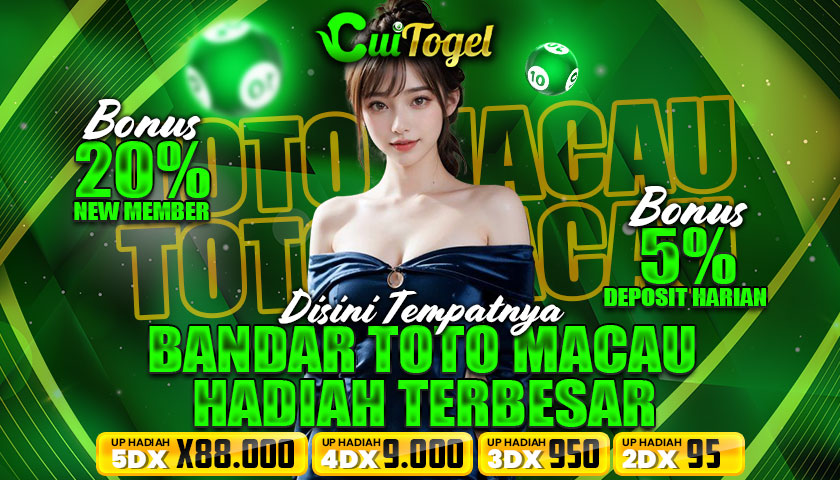 CuiTogel
Bonus
20%
NEW MEMBER
TOTO MACAU
TOTO MACAU
Bonus
5%
DEPOSIT HARIAN
10
Disini Tempatnya
BANDAR TOTO MACAU
HADIAH TERBESAR
UP HADIAH
5DX X88.000
UP HADIAH
4DX 9.000
UP HADIAH
3DX 950
UP HADIAH
2DX 95